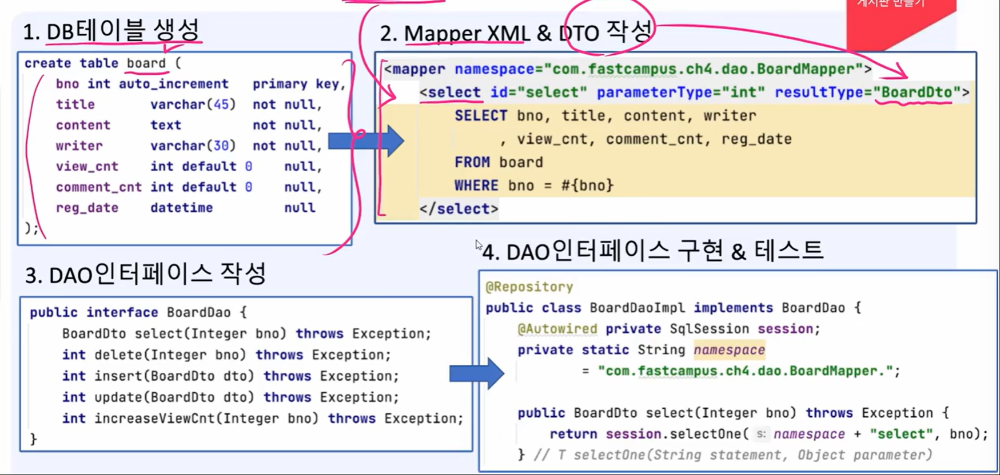 게시판 만들기
1. DB테이블 생성
create table board (
bno int auto_increment primary key,
title varchar(45) not null,
content text not null,
writer varchar(30) not null,
view_cnt int default 0 null,
comment_cnt int default 0 null,
reg_date datetime null
);
2. Mapper XML & DTO 작성
<mapper namespace="com.fastcampus.ch4.dao.BoardMapper">
<select id="select" parameterType="int" resultType="BoardDto">
SELECT bno, title, content, writer
, view_cnt, comment_cnt, reg_date
FROM board
WHERE bno = #{bno}
</select>
3. DAO인터페이스 작성
public interface BoardDao {
BoardDto select(Integer bno) throws Exception;
int delete(Integer bno) throws Exception;
int insert(BoardDto dto) throws Exception;
int update(BoardDto dto) throws Exception;
int increaseViewCnt(Integer bno) throws Exception;
}
4. DAO인터페이스 구현 & 테스트
@Repository
public class BoardDaoImpl implements BoardDao {
@Autowired private SqlSession session;
private static String namespace
= "com.fastcampus.ch4.dao.BoardMapper.";
public BoardDto select(Integer bno) throws Exception {
return session.selectOne( s: namespace + "select", bno);
} // T selectOne(String statement, Object parameter)